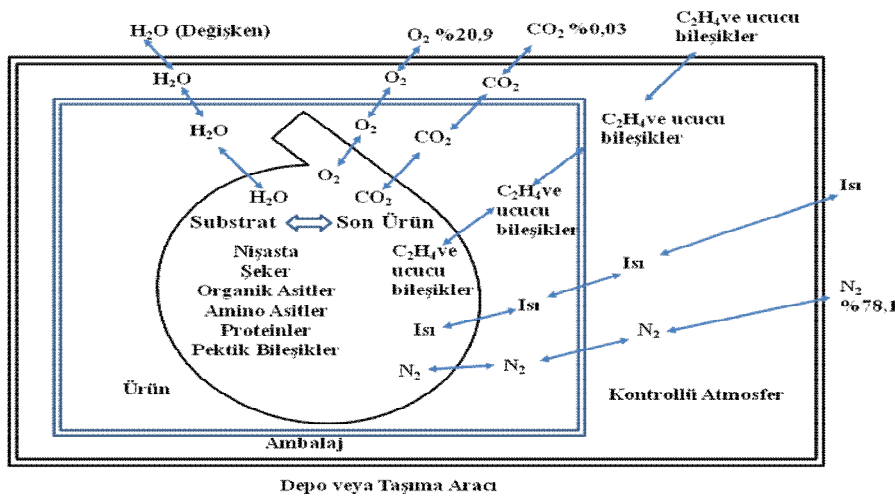 H₂O (Değişken)
O₂ %20,9
CO₂ %0,03
C₂H₄ve ucucu
bileşikler
H₂O
O₂
CO₂
C₂H₄ve ucucu
bileşikler
H₂O
O₂
CO₂
H₂O
O₂
CO₂
C₂H₄ve
ucucu
bileşikler
Isı
Substrat
Son Ürün
Nişasta
Şeker
Organik Asitler
Amino Asitler
Proteinler
Pektik Bileşikler
C₂H₄ve
ucucu
bileşikler
Isı
Isı
Isı
N₂
%78,1
N₂
N₂
N₂
Ürün
Kontrollü Atmosfer
Ambalaj
Depo veya Taşıma Aracı